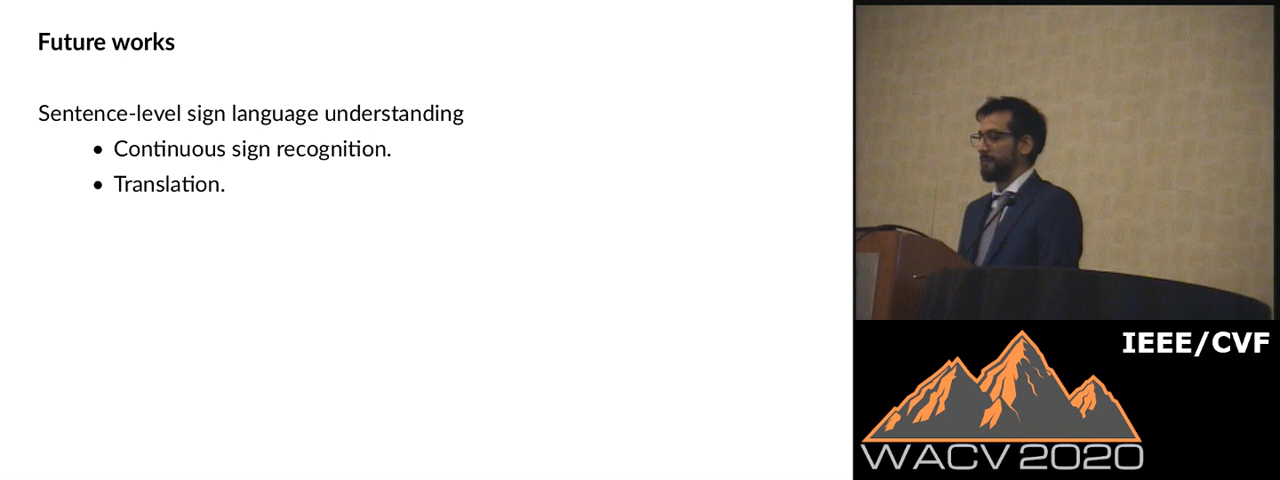 Future works
Sentence-level sign language understanding
• Continuous sign recognition.
• Translation.
IEEE/CVF
WACV 2020